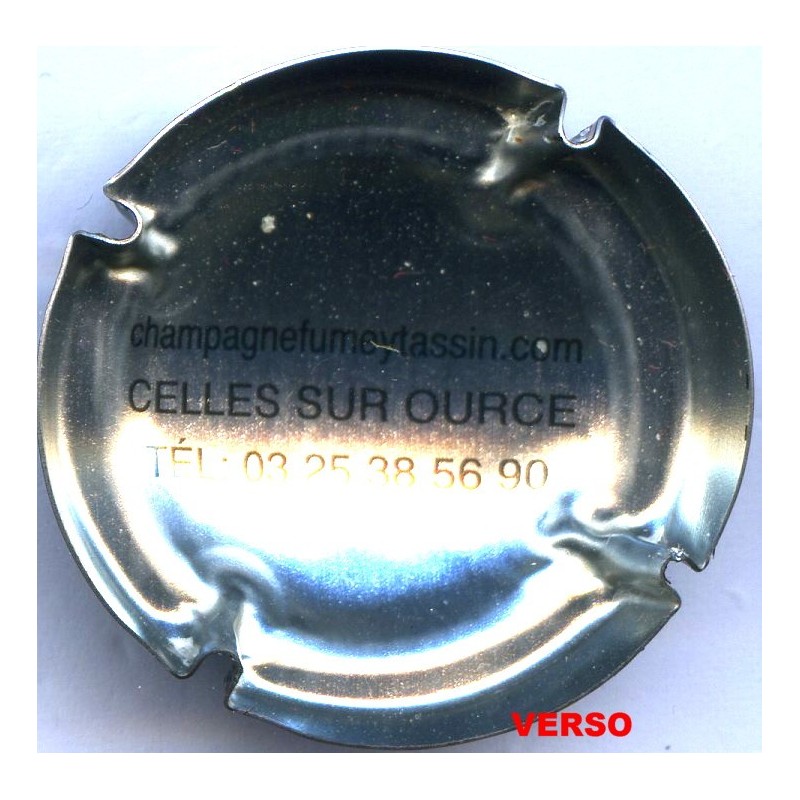 champagnefumeytassin.com
CELLES SUR OURCE
TÉL: 03 25 38 56 90
VERSO